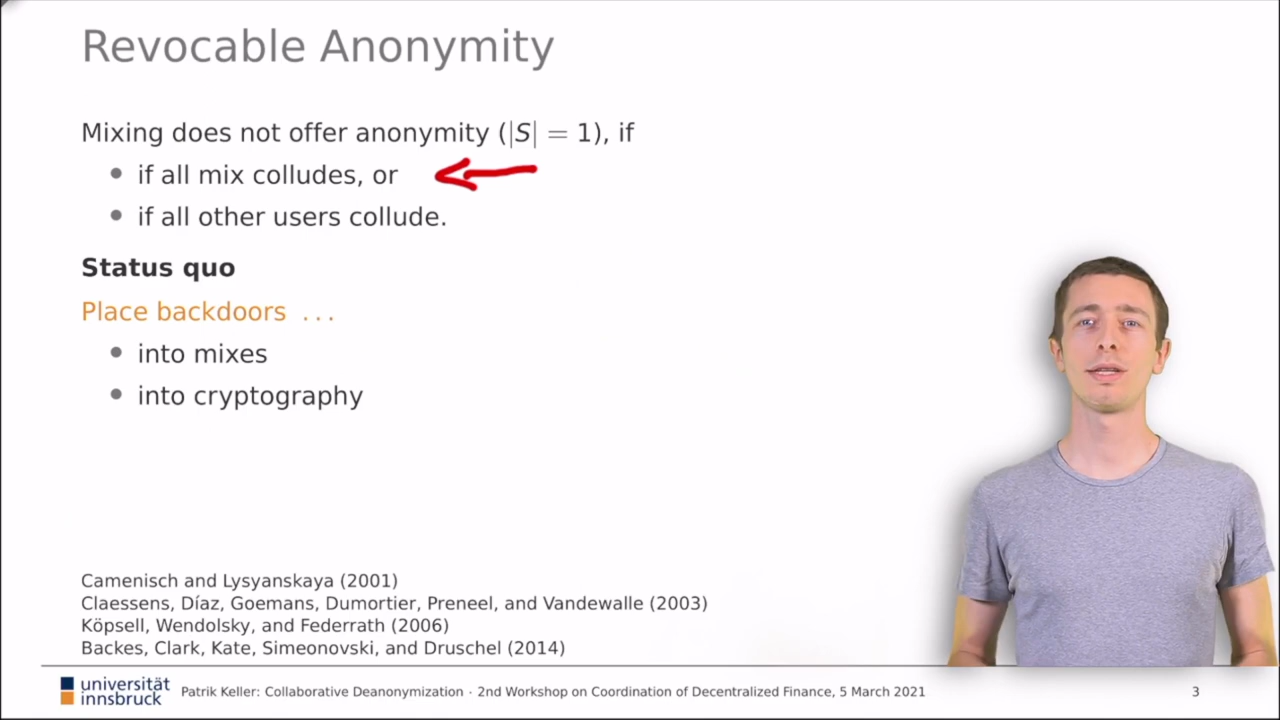 Revocable Anonymity
Mixing does not offer anonymity (|S| = 1), if
• if all mix colludes, or
• if all other users collude.
Status quo
Place backdoors ...
• into mixes
• into cryptography
Camenisch and Lysyanskaya (2001)
Claessens, Díaz, Goemans, Dumortier, Preneel, and Vandewalle (2003)
Köpsell, Wendolsky, and Federrath (2006)
Backes, Clark, Kate, Simeonovski, and Druschel (2014)
universität
innsbruck
Patrik Keller: Collaborative Deanonymization · 2nd Workshop on Coordination of Decentralized Finance, 5 March 2021
3